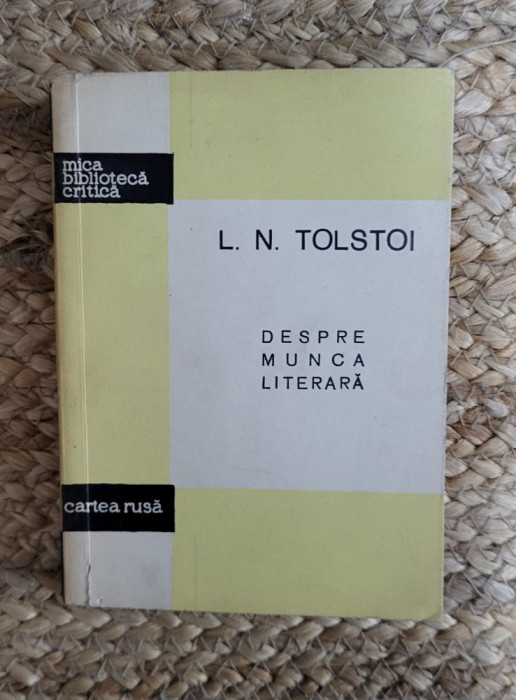 mica
bibliotecă
critică
L. N. TOLSTOI
DESPRE
MUNCA
LITERARĂ
cartea rusă